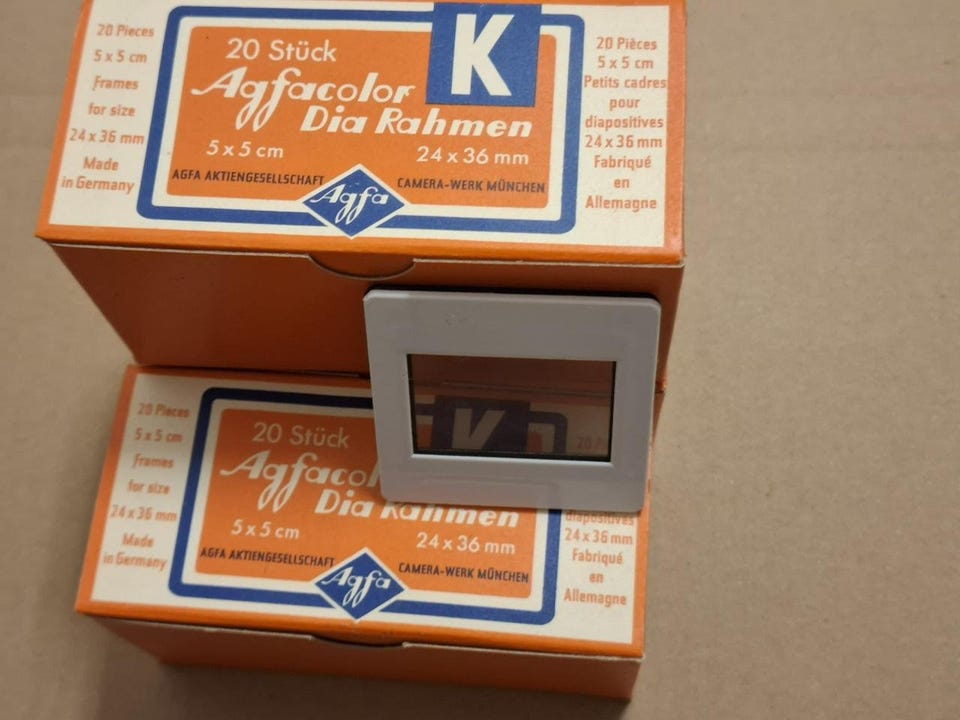 20 Pieces
5 x 5 cm
Frames
for size
24 x 36 mm
Made
in Germany
20 Stück
Agfacolor
Dia Rahmen
K
5 x 5 cm
24 x 36 mm
AGFA AKTIENGESELLSCHAFT
Agfa
CAMERA-WERK MÜNCHEN
20 Pièces
5 x 5 cm
Petits cadres
pour
diapositives
24 x 36 mm
Fabriqué
en
Allemagne
20 Pieces
5 x 5 cm
Frames
for size
24 x 36 mm
Made
in Germany
20 Stück
Agfacolor
Dia Rahmen
K
5 x 5 cm
24 x 36 mm
AGFA AKTIENGESELLSCHAFT
Agfa
CAMERA-WERK MÜNCHEN
20
diapositives
24 x 36 mm
Fabriqué
en
Allemagne